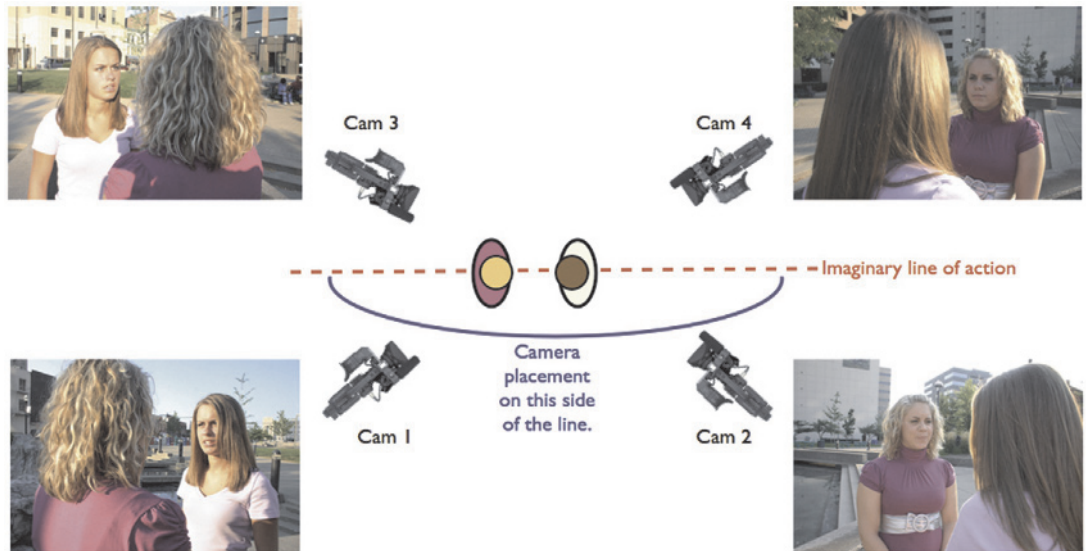 Cam 3
Cam 4
Imaginary line of action
Camera
placement
on this side
of the line.
Cam 1
Cam 2